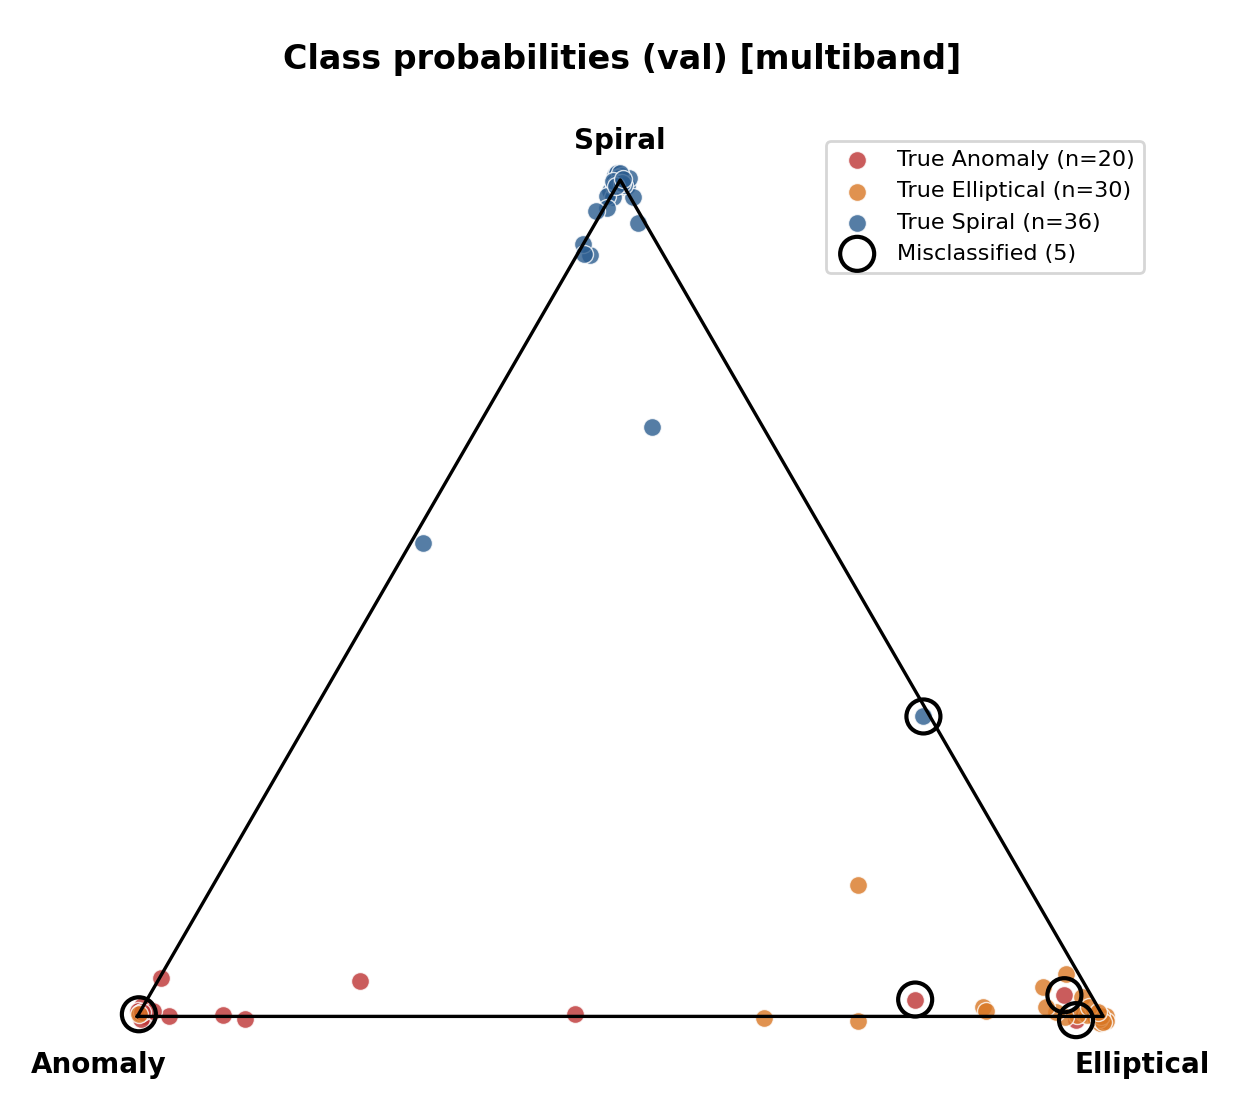 Class probabilities (val) [multiband]
Spiral
True Anomaly (n=20)
True Elliptical (n=30)
True Spiral (n=36)
Misclassified (5)
Anomaly
Elliptical